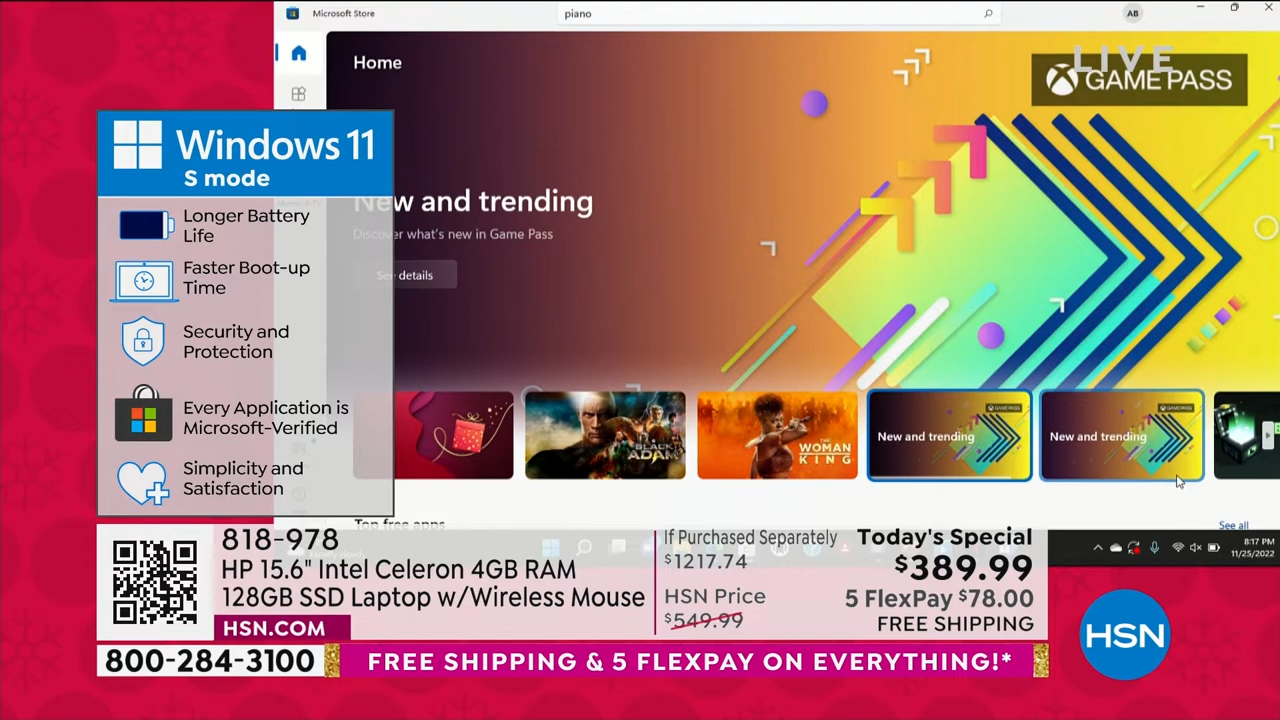 Microsoft Store
piano
AB
Home
LIVE
GAME PASS
Windows 11
S mode
Longer Battery
Life
Faster Boot-up
Time
Security and
Protection
Every Application is
Microsoft-Verified
Simplicity and
Satisfaction
New and trending
Discover what's new in Game Pass
See details
BLACK
ADAM
THE
WOMAN
KING
GAME PASS
New and trending
GAME PASS
New and trending
Top free apps
See all
8:17 PM
11/25/2022
818-978
HP 15.6" Intel Celeron 4GB RAM
128GB SSD Laptop w/Wireless Mouse
HSN.COM
If Purchased Separately
$1217.74
HSN Price
$549.99
Today's Special
$389.99
5 FlexPay $78.00
FREE SHIPPING
HSN
800-284-3100
FREE SHIPPING & 5 FLEXPAY ON EVERYTHING!*